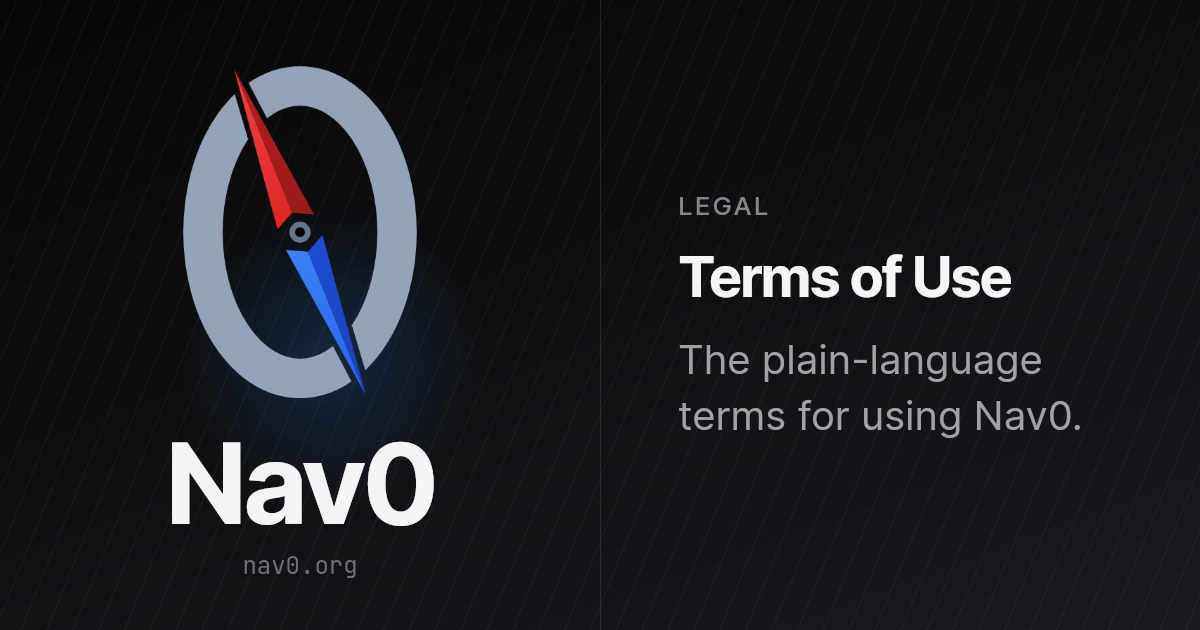 Nav0
nav0.org
LEGAL
Terms of Use
The plain-language
terms for using Nav0.